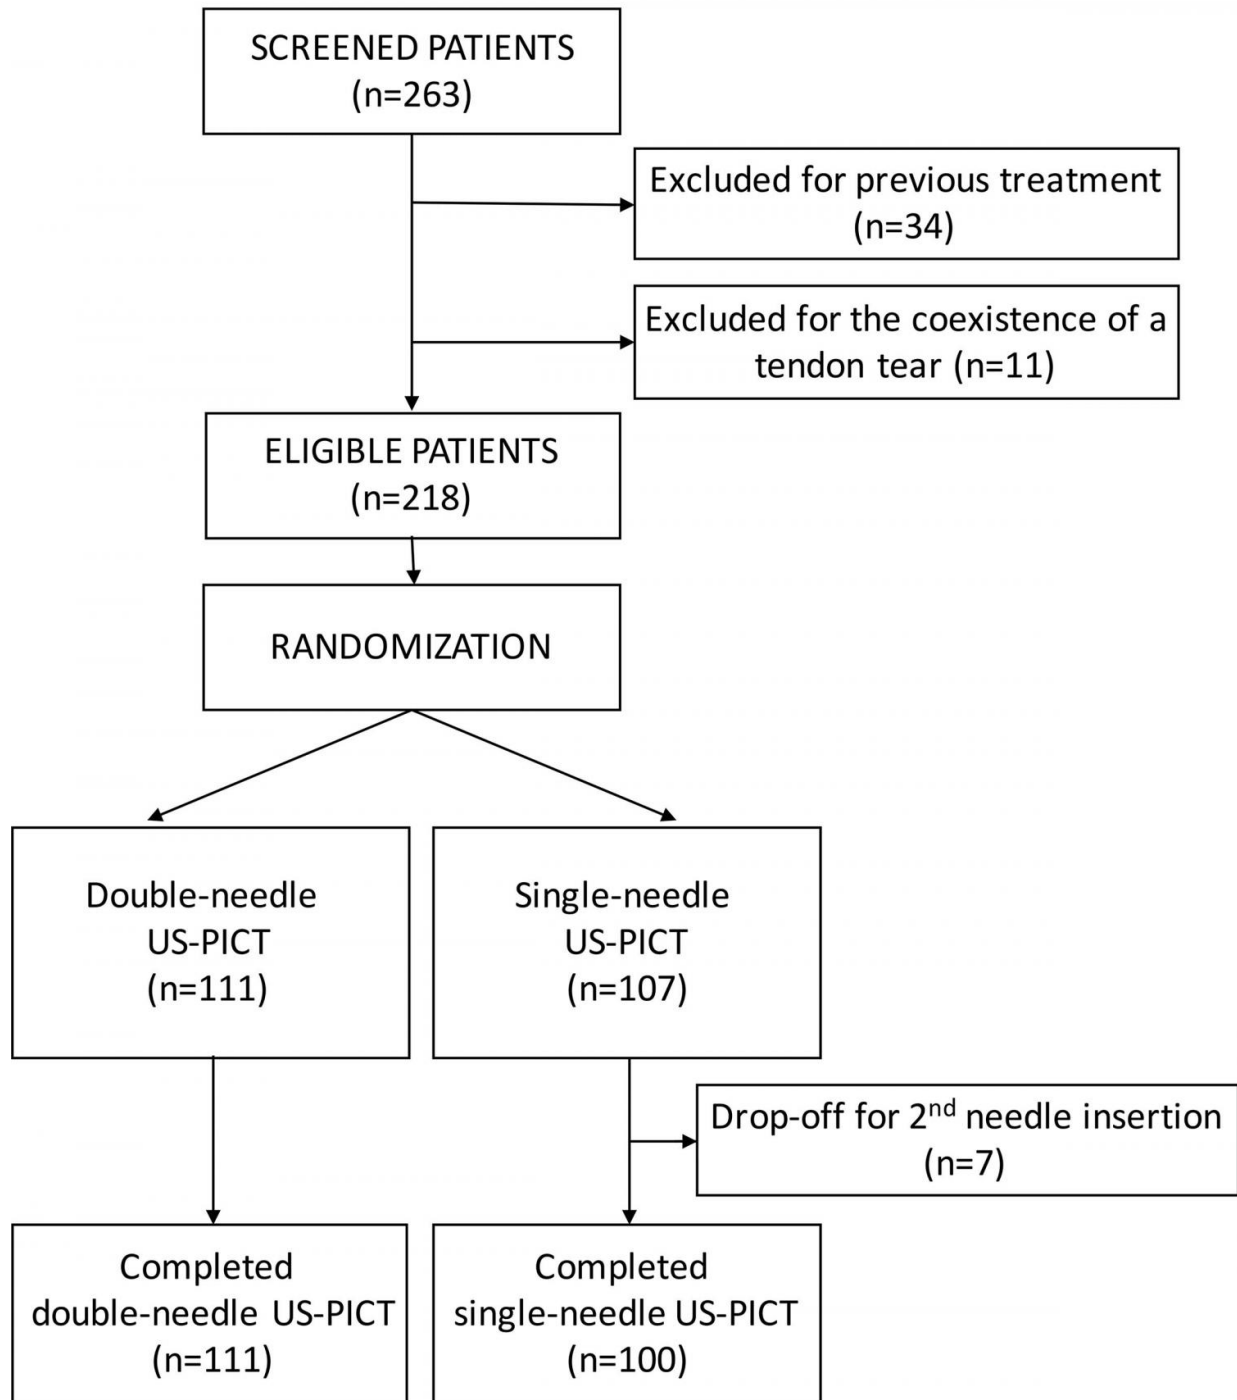 SCREENED PATIENTS
(n=263)
Excluded for previous treatment
(n=34)
Excluded for the coexistence of a
tendon tear (n=11)
ELIGIBLE PATIENTS
(n=218)
RANDOMIZATION
Double-needle
US-PICT
(n=111)
Single-needle
US-PICT
(n=107)
Drop-off for 2nd needle insertion
(n=7)
Completed
double-needle US-PICT
(n=111)
Completed
single-needle US-PICT
(n=100)